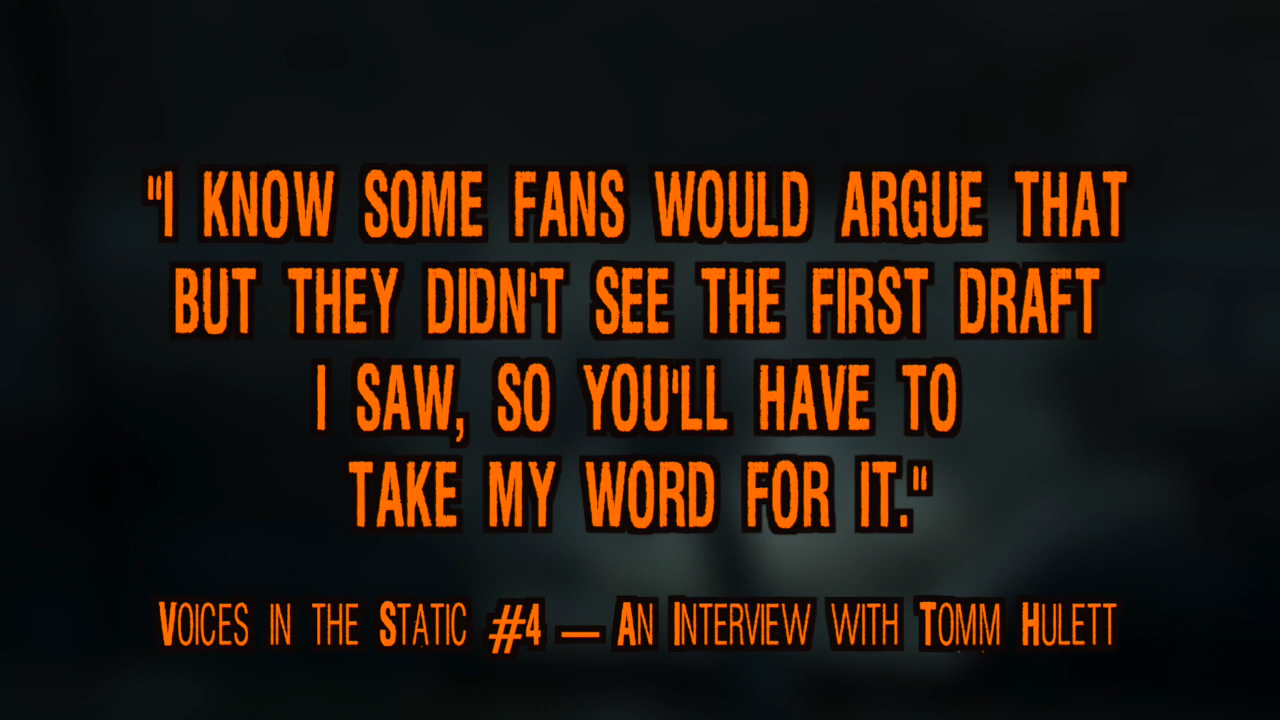 "I KNOW SOME FANS WOULD ARGUE THAT
BUT THEY DIDN'T SEE THE FIRST DRAFT
I SAW, SO YOU'LL HAVE TO
TAKE MY WORD FOR IT."
VOICES IN THE STATIC #4 — AN INTERVIEW WITH TOMM HULETT